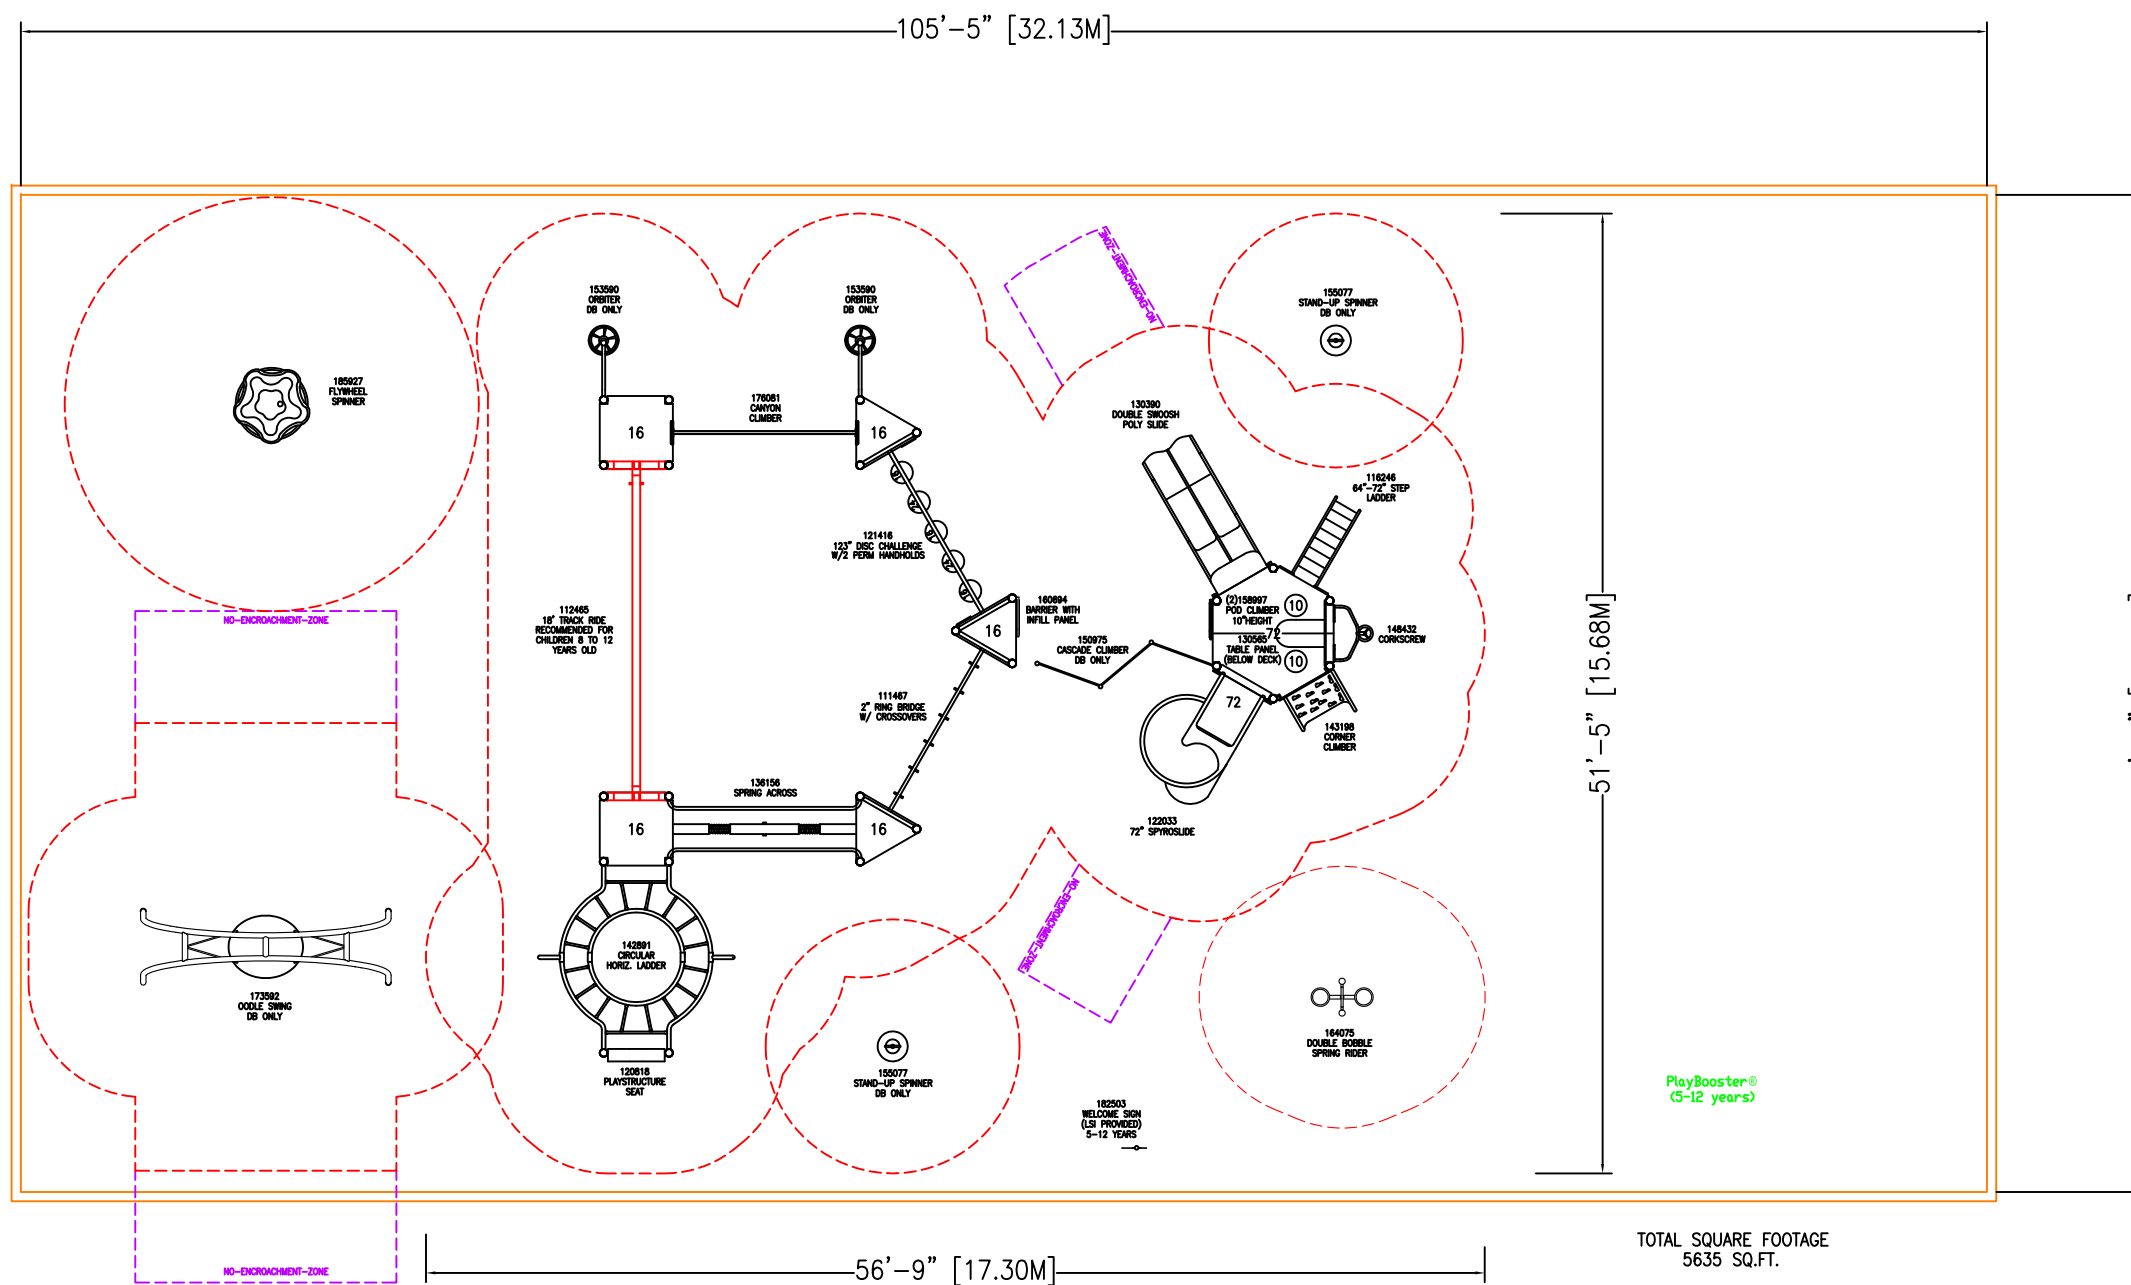 105'-5" [32.13M]
NO-ENCROACHMENT-ZONE
153590
ORBITER
DB ONLY
153590
ORBITER
DB ONLY
155077
STAND-UP SPINNER
DB ONLY
185927
FLYWHEEL
SPINNER
176081
CANYON
CLIMBER
130390
DOUBLE SWOOSH
POLY SLIDE
16
16
116246
64"-72" STEP
LADDER
16
24
16
24
16
121416
123" DISC CHALLENGE
W/2 PERM HANDHOLDS
112465
18' TRACK RIDE
RECOMMENDED FOR
CHILDREN 8 TO 12
YEARS OLD
NO-ENCROACHMENT-ZONE
160694
BARRIER WITH
INFILL PANEL
16
(2)158997
POD CLIMBER
10"HEIGHT
10
72
130565
TABLE PANEL
(BELOW DECK)
10
148432
CORKSCREW
150975
CASCADE CLIMBER
DB ONLY
51'-5" [15.68M]
111467
2" RING BRIDGE
W/ CROSSOVERS
72
143198
CORNER
CLIMBER
136156
SPRING ACROSS
16
16
122033
72" SPYROSLIDE
NO-ENCROACHMENT-ZONE
142891
CIRCULAR
HORIZ. LADDER
173592
OODLE SWING
DB ONLY
164075
DOUBLE BOBBLE
SPRING RIDER
120818
PLAYSTRUCTURE
SEAT
155077
STAND-UP SPINNER
DB ONLY
182503
WELCOME SIGN
(LSI PROVIDED)
5-12 YEARS
PlayBooster®
(5-12 years)
NO-ENCROACHMENT-ZONE
56'-9" [17.30M]
TOTAL SQUARE FOOTAGE
5635 SQ.FT.